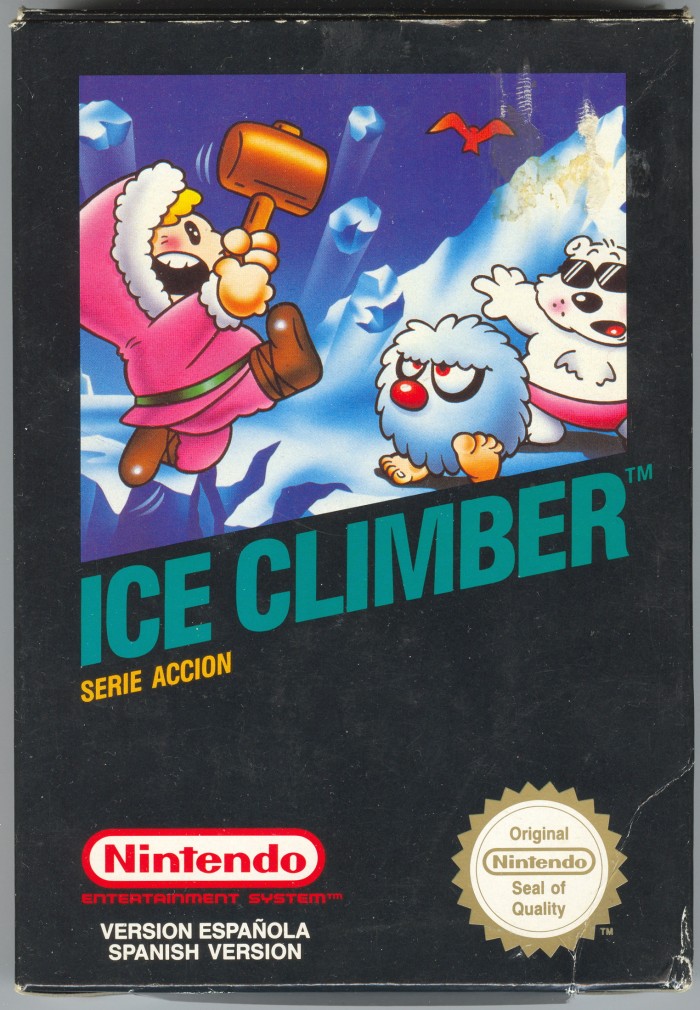 ICE CLIMBER™
SERIE ACCION
Nintendo
ENTERTAINMENT SYSTEM™
VERSION ESPAÑOLA
SPANISH VERSION
Original
Nintendo
Seal of
Quality
TM